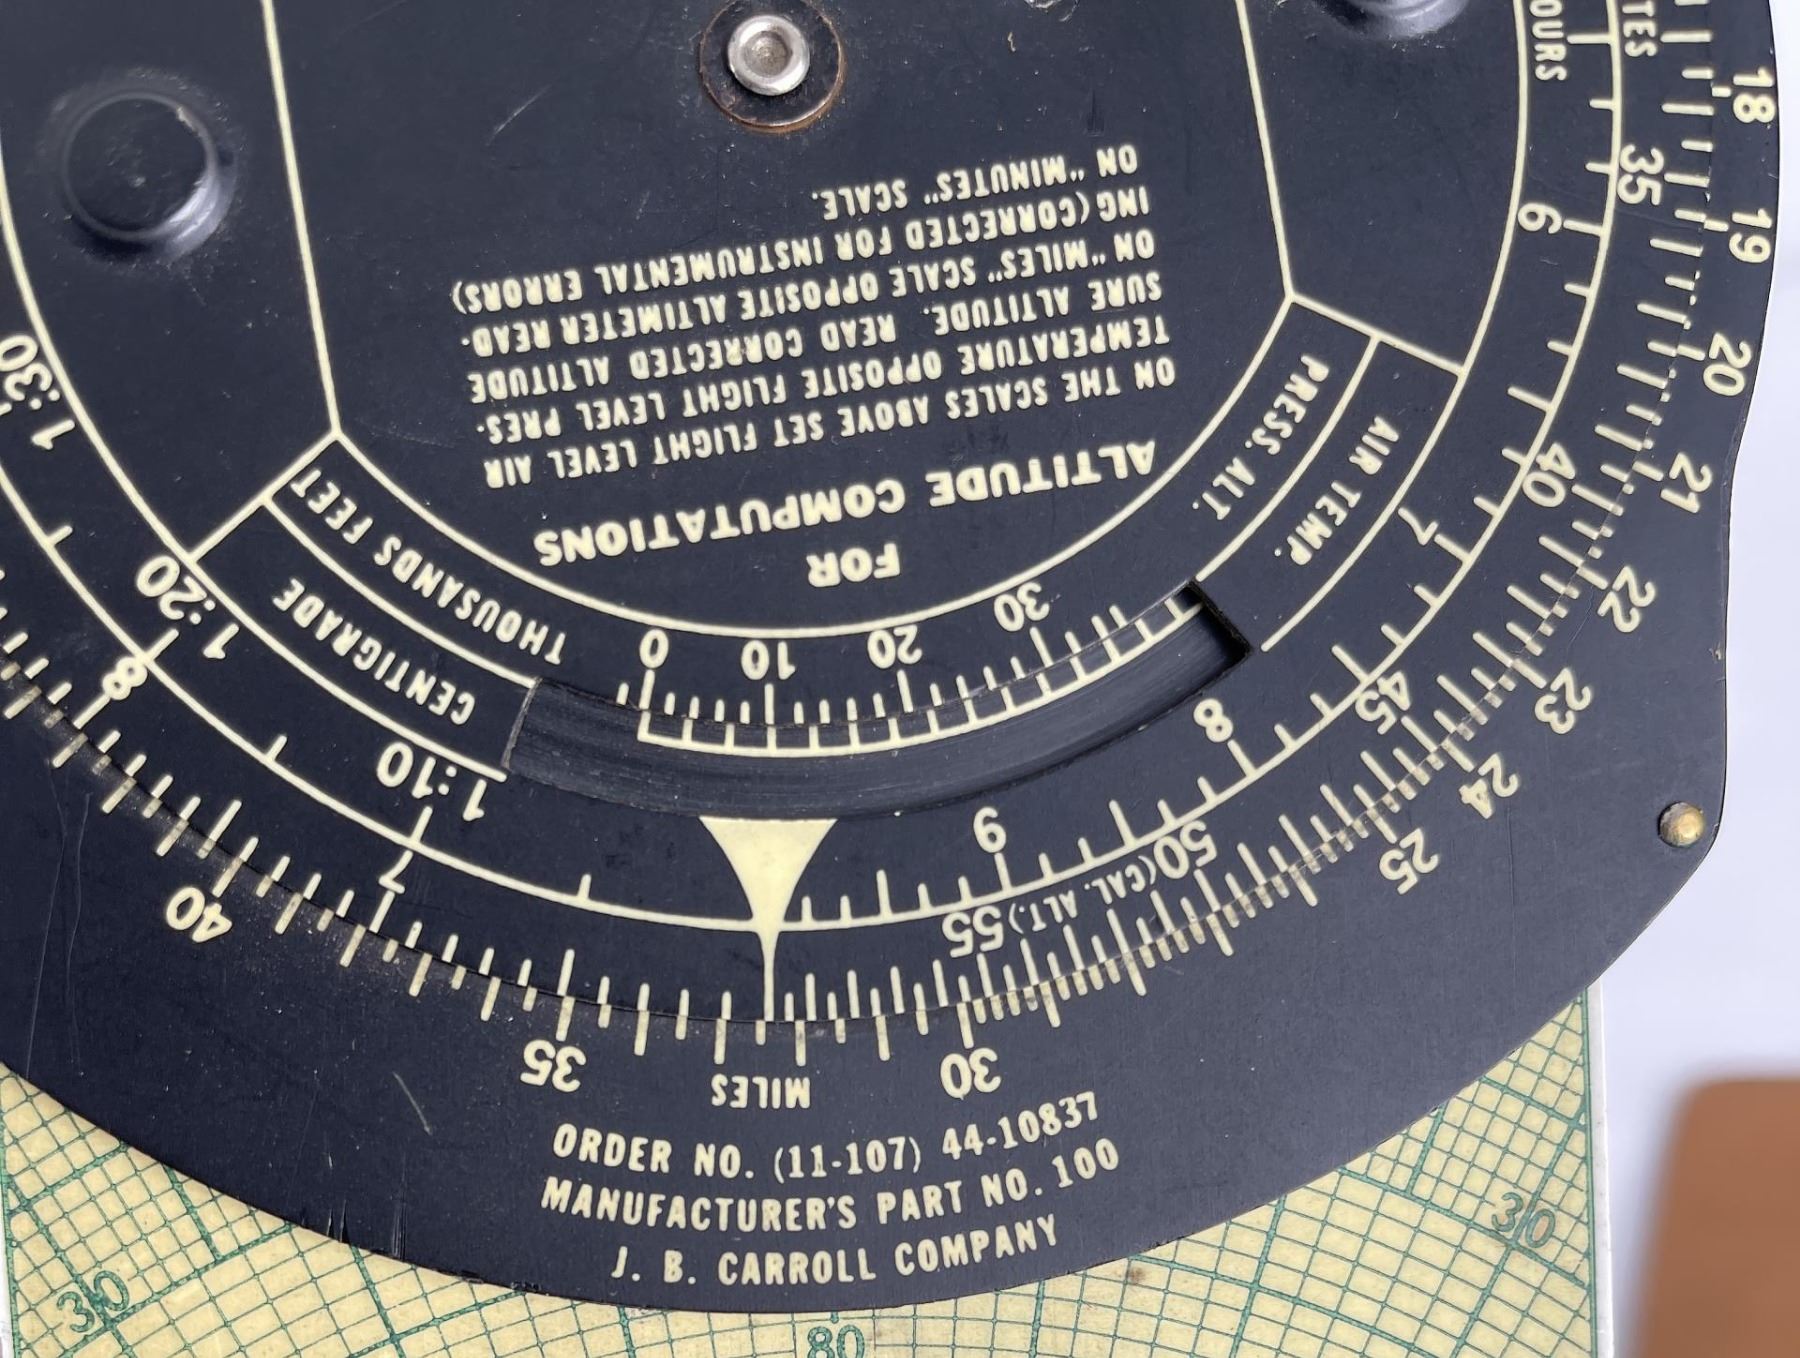 OURS
TES
18
35
19
6
20
21
40
7
22
23
45
24
25
8
50
(CAL. ALT.)
55
9
30
MILES
35
40
7
1:10
8
1:20
1:30
PRESS. ALT.
AIR TEMP.
THOUSANDS FEET
CENTIGRADE
0 10 20 30
FOR
ALTITUDE COMPUTATIONS
ON THE SCALES ABOVE SET FLIGHT LEVEL AIR
TEMPERATURE OPPOSITE FLIGHT LEVEL PRES-
SURE ALTITUDE. READ CORRECTED ALTITUDE
ON "MILES" SCALE OPPOSITE ALTIMETER READ-
ING (CORRECTED FOR INSTRUMENTAL ERRORS)
ON "MINUTES" SCALE.
ORDER NO. (11-107) 44-10837
MANUFACTURER'S PART NO. 100
J. B. CARROLL COMPANY
30
80
30